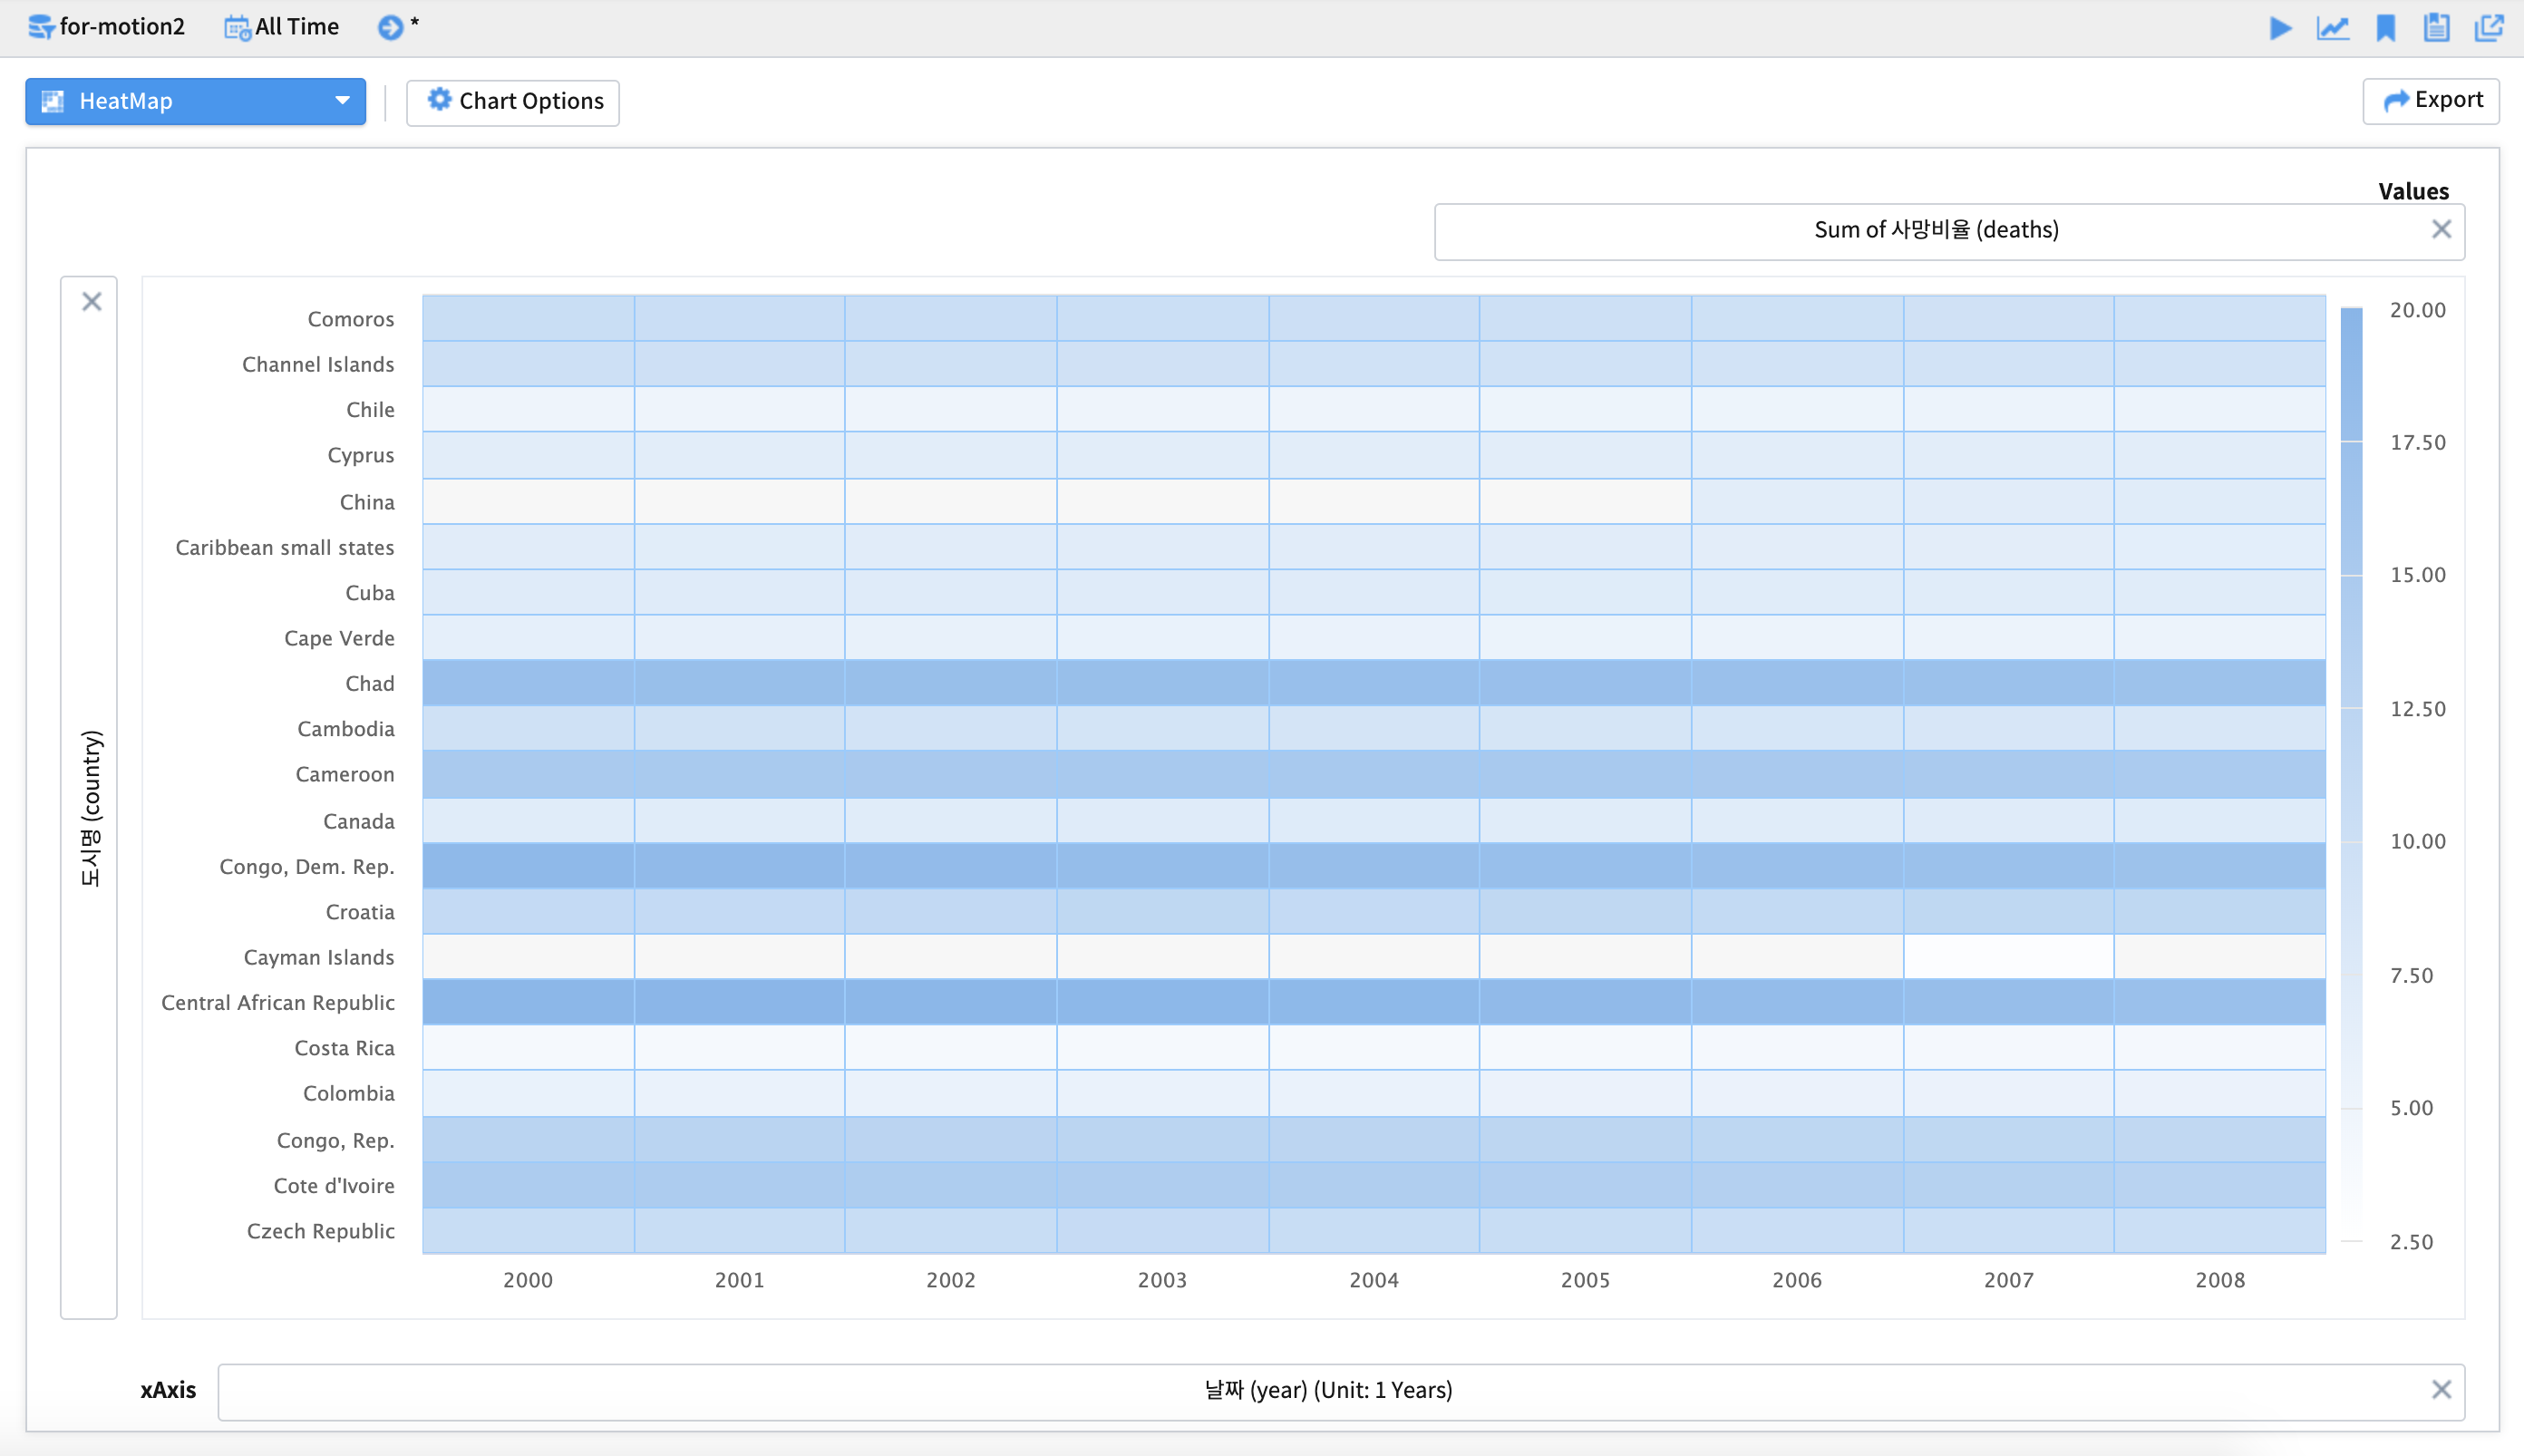 for-motion2 All Time *
HeatMap Chart Options Export
Values
Sum of 사망비율 (deaths)
도시명 (country)
Comoros
Channel Islands
Chile
Cyprus
China
Caribbean small states
Cuba
Cape Verde
Chad
Cambodia
Cameroon
Canada
Congo, Dem. Rep.
Croatia
Cayman Islands
Central African Republic
Costa Rica
Colombia
Congo, Rep.
Cote d'Ivoire
Czech Republic
20.00
17.50
15.00
12.50
10.00
7.50
5.00
2.50
2000 2001 2002 2003 2004 2005 2006 2007 2008
xAxis 날짜 (year) (Unit: 1 Years)